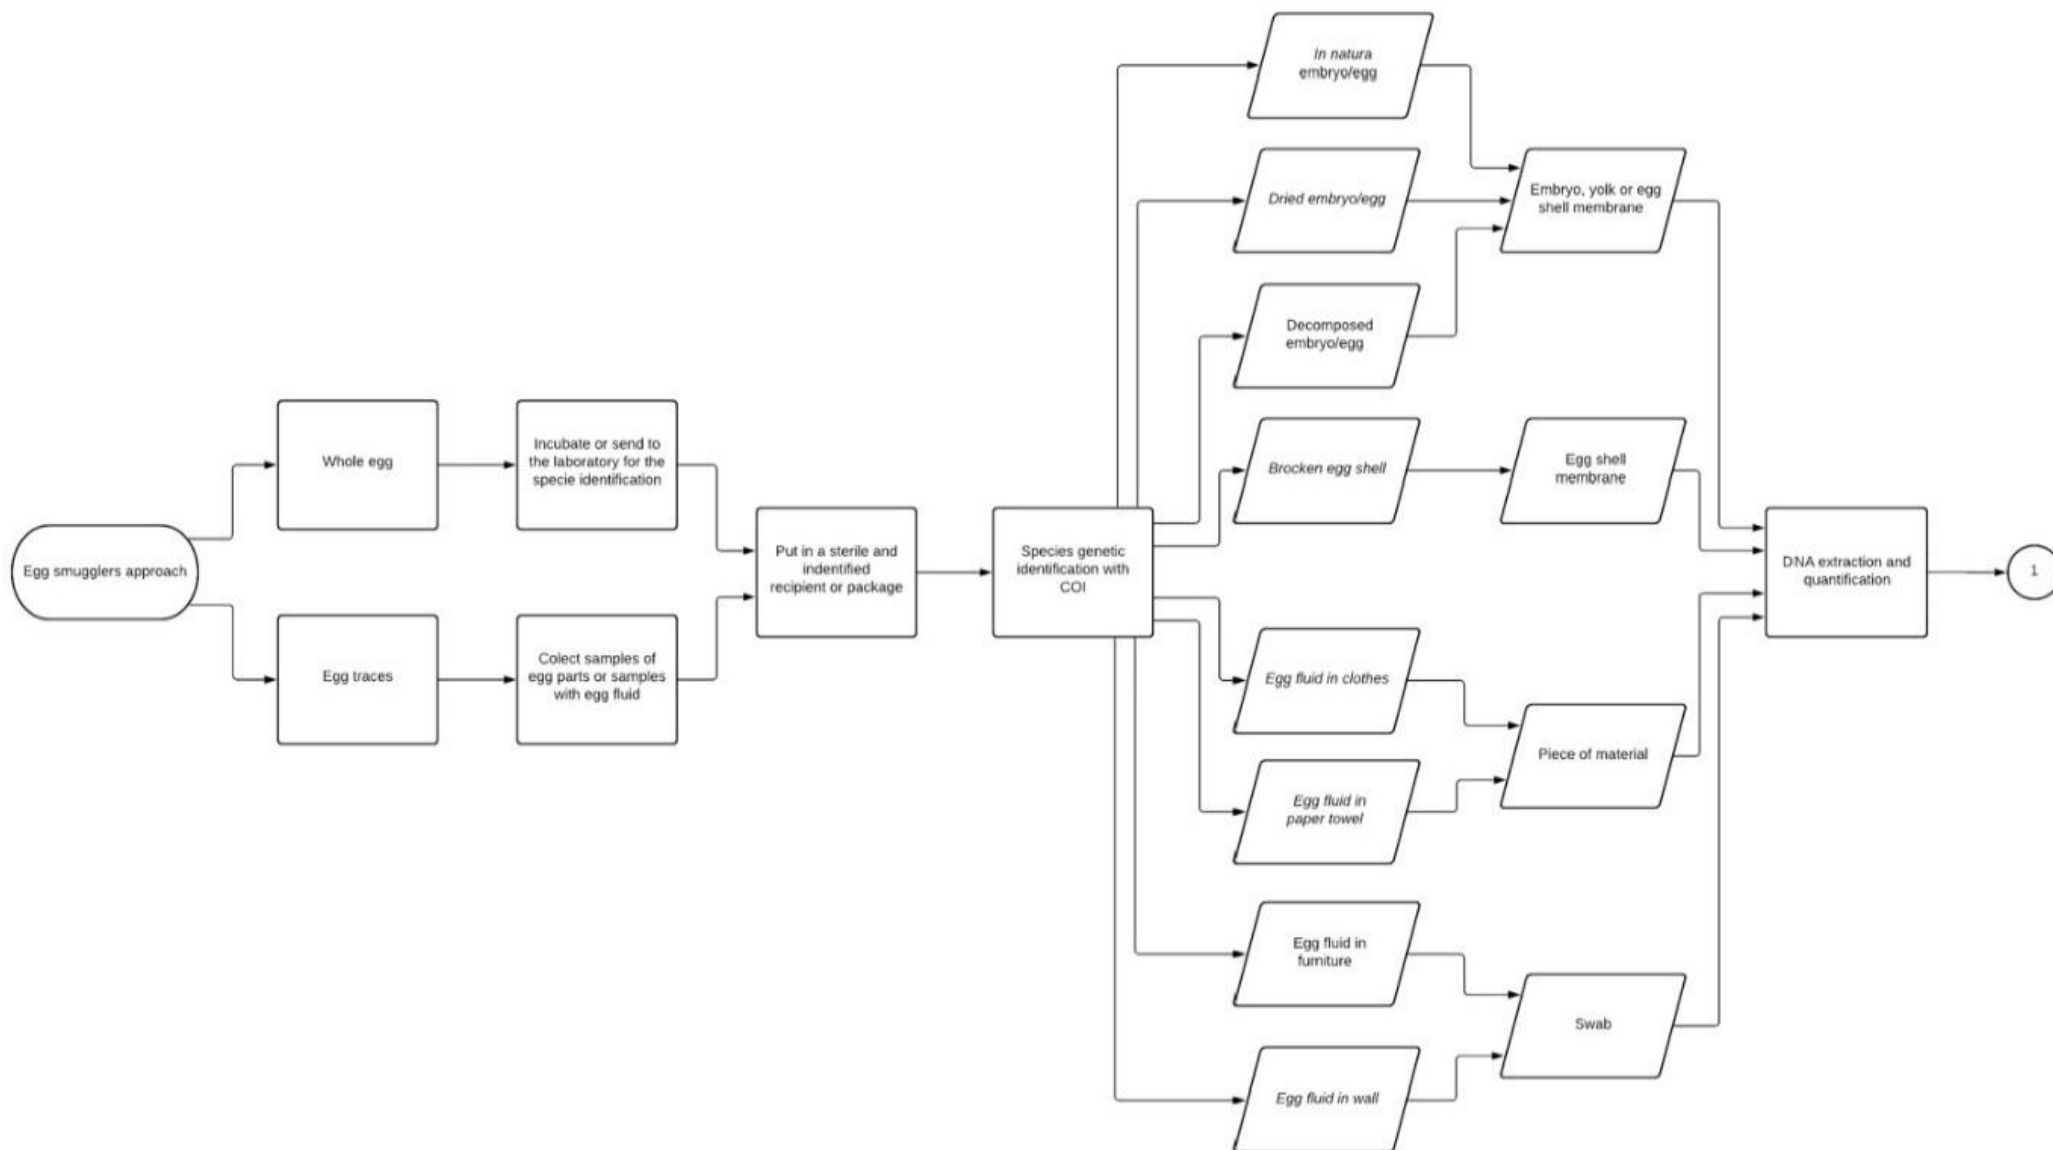 Egg smugglers approach
Whole egg
Incubate or send to
the laboratory for the
specie identification
Egg traces
Colect samples of
egg parts or samples
with egg fluid
Put in a sterile and
indentified
recipient or package
Species genetic
identification with
COI
In natura
embryo/egg
Dried embryo/egg
Decomposed
embryo/egg
Brocken egg shell
Egg fluid in clothes
Egg fluid in
paper towel
Egg fluid in
furniture
Egg fluid in wall
Embryo, yolk or egg
shell membrane
Egg shell
membrane
Piece of material
Swab
DNA extraction and
quantification
1